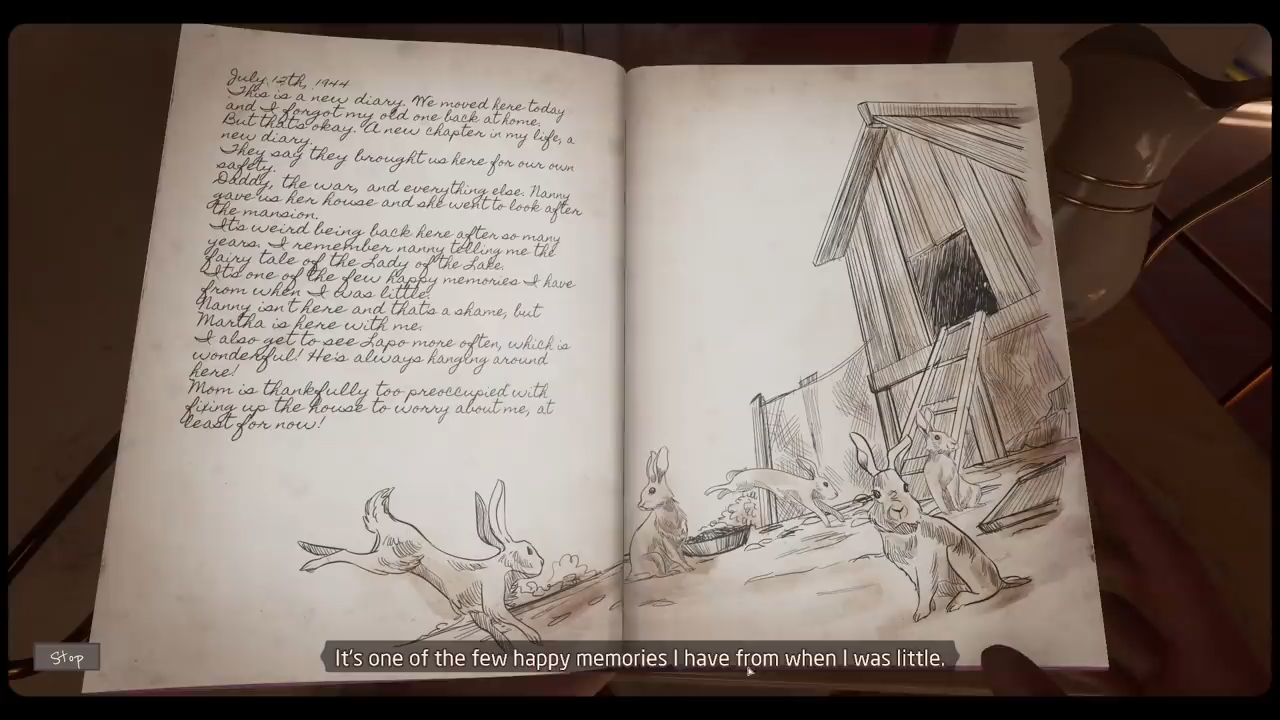 July 12th, 1944
This is a new diary. We moved here today
and I forgot my old one back at home.
But that's okay. A new chapter in my life, a
new diary.
They say they brought us here for our own
safety.
Daddy, the war, and everything else. Nanny
gave us her house and she went to look after
the mansion.
It's weird being back here after so many
years. I remember nanny telling me the
fairy tale of the Lady of the Lake.
It's one of the few happy memories I have
from when I was little.
Nanny isn't here and that's a shame, but
Martha is here with me.
I also get to see Lapo more often, which is
wonderful! He's always hanging around
here!
Mom is thankfully too preoccupied with
fixing up the house to worry about me, at
least for now!
Stop
It's one of the few happy memories I have from when I was little.